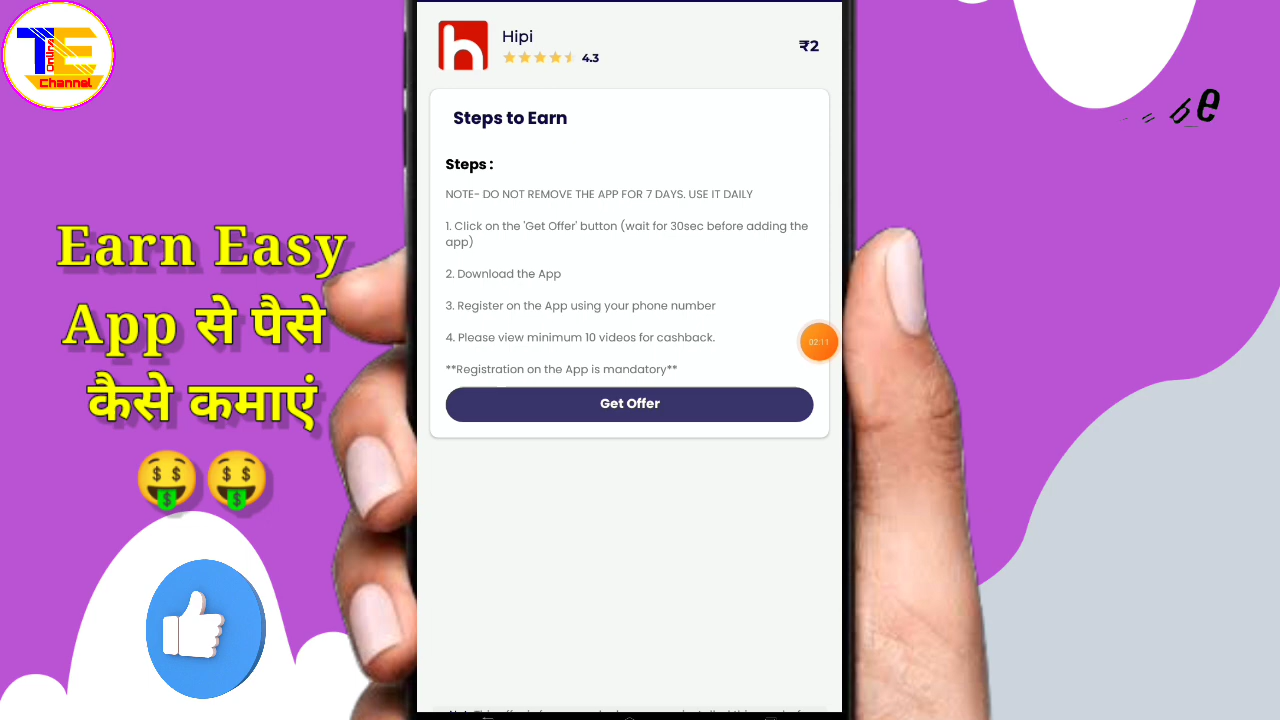 TE
Online
Channel
Hipi
4.3
₹2
Steps to Earn
Steps :
NOTE- DO NOT REMOVE THE APP FOR 7 DAYS. USE IT DAILY
1. Click on the 'Get Offer' button (wait for 30sec before adding the
app)
2. Download the App
3. Register on the App using your phone number
4. Please view minimum 10 videos for cashback.
**Registration on the App is mandatory**
Get Offer
02:11
Earn Easy
App से पैसे
कैसे कमाएं
be